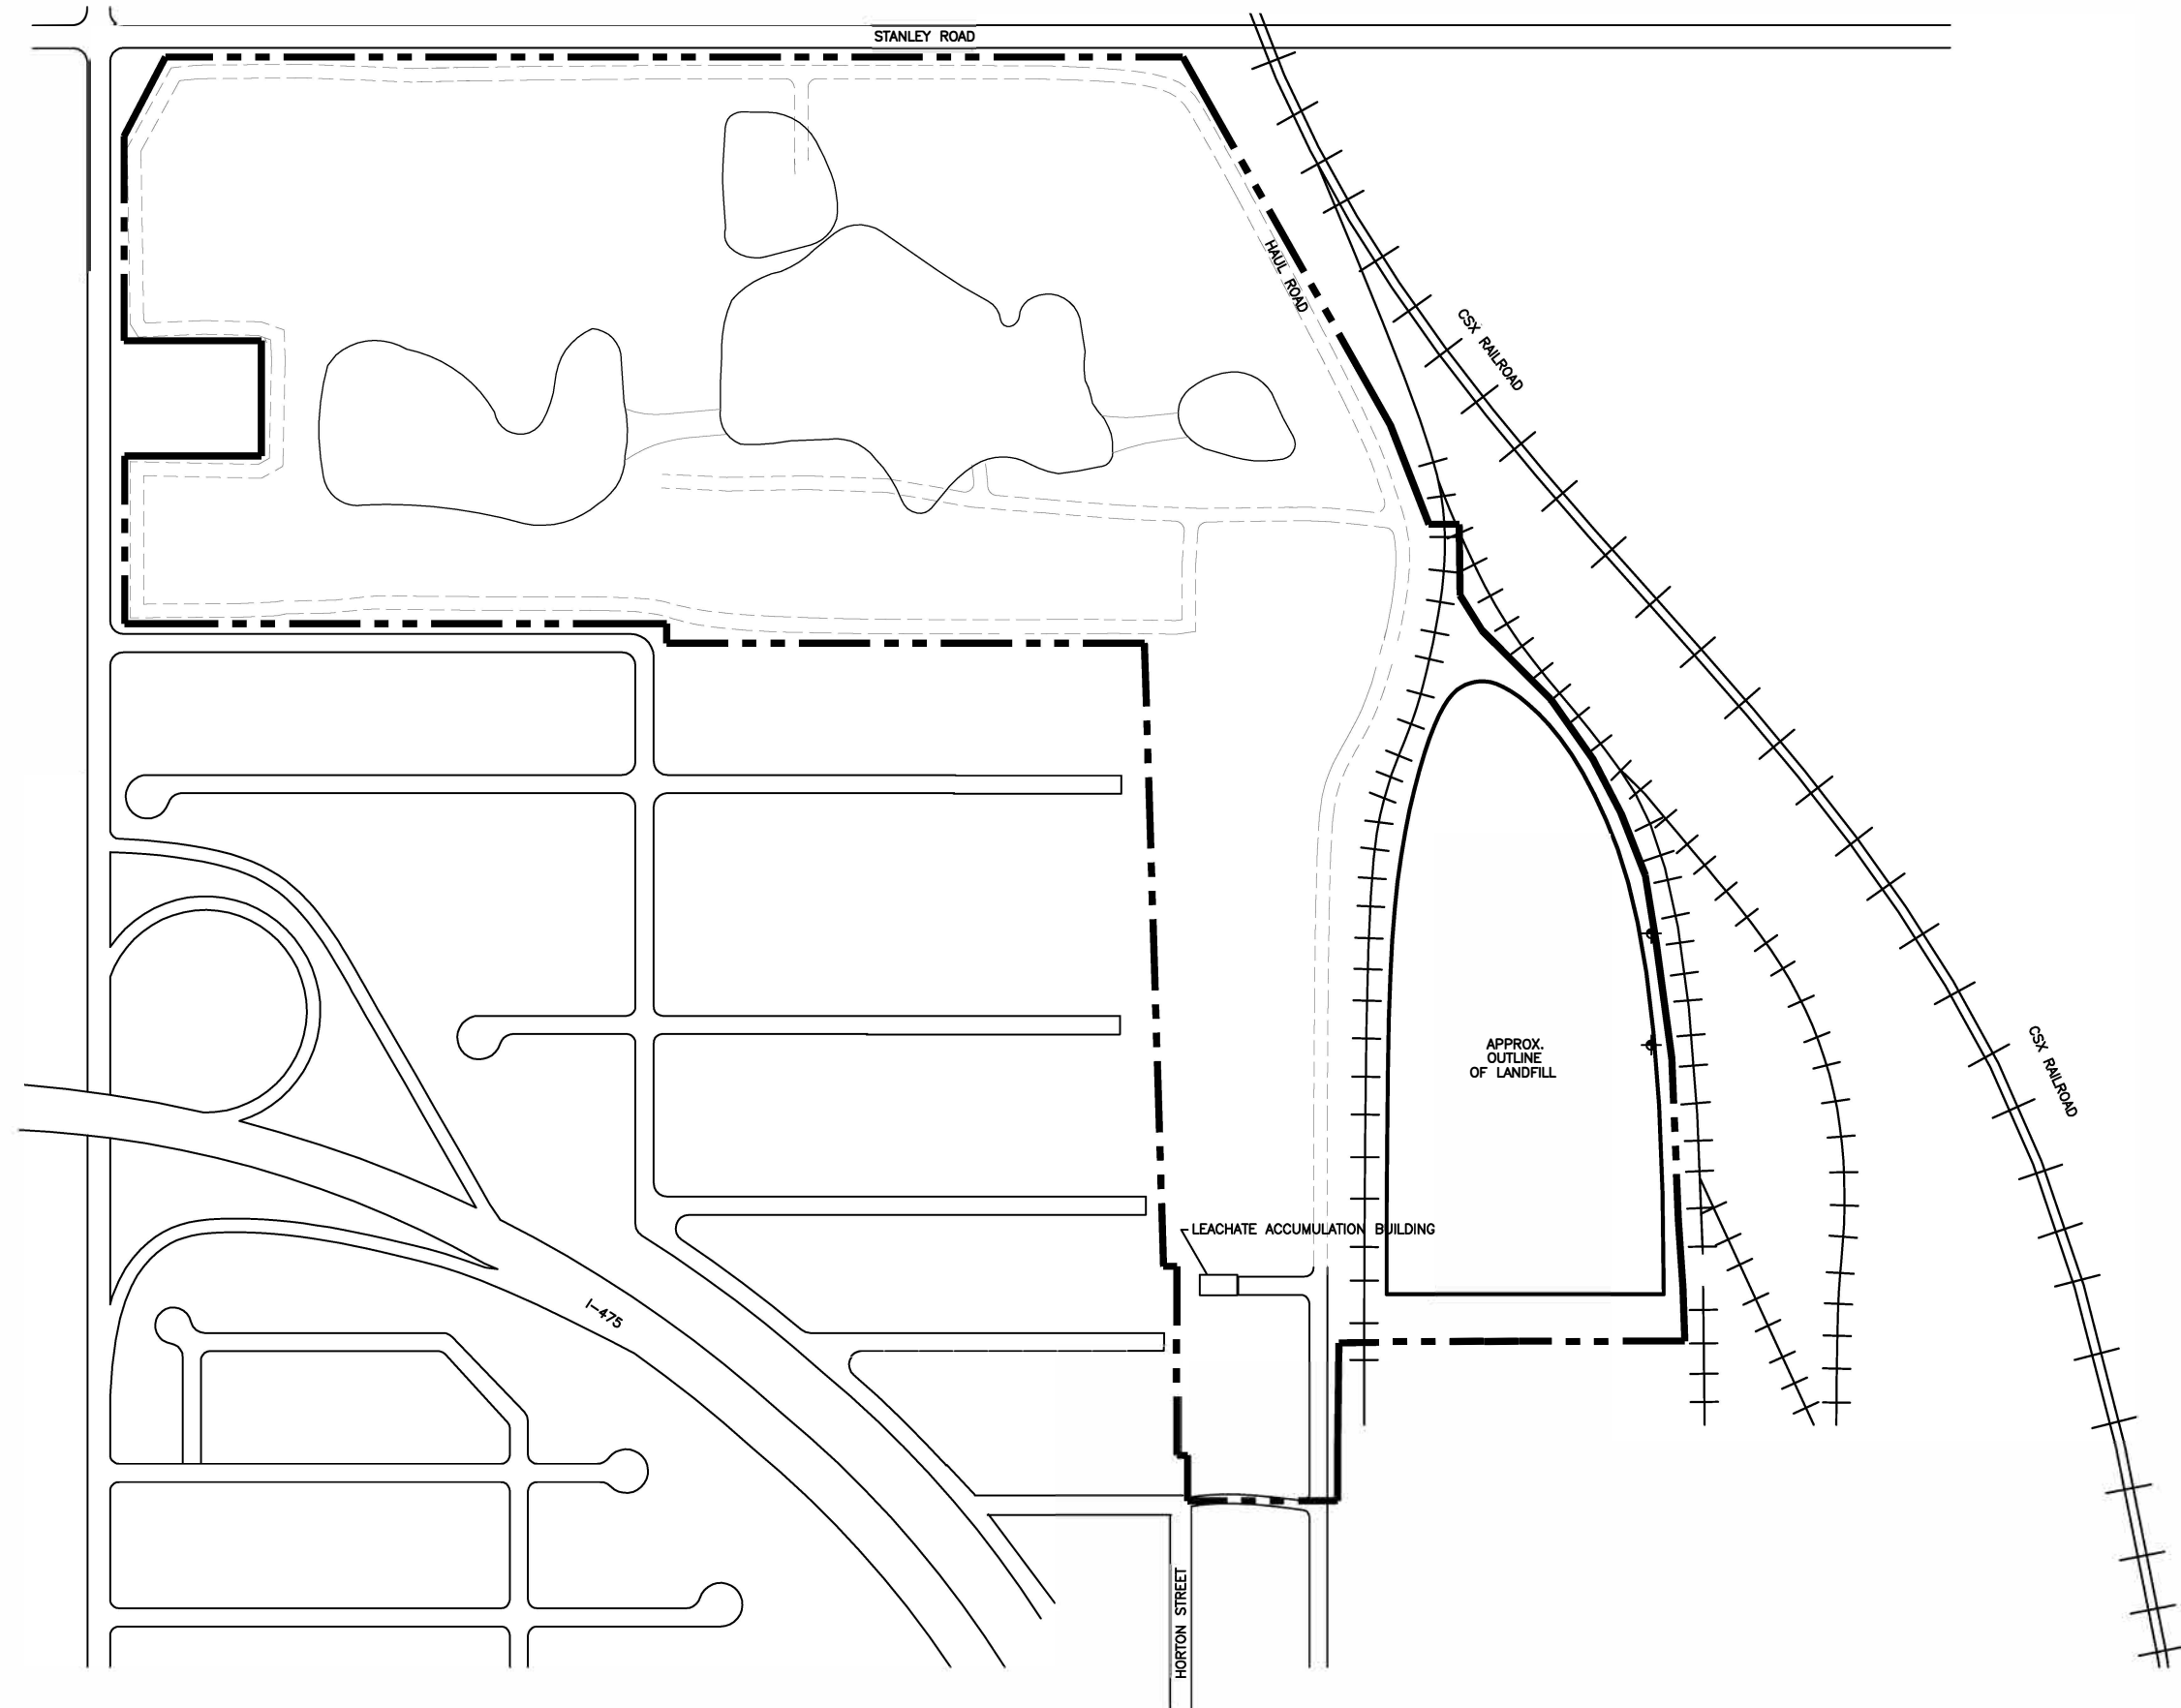 STANLEY ROAD
HAUL ROAD
CSX RAILROAD
CSX RAILROAD
APPROX.
OUTLINE
OF LANDFILL
LEACHATE ACCUMULATION BUILDING
I-475
HORTON STREET